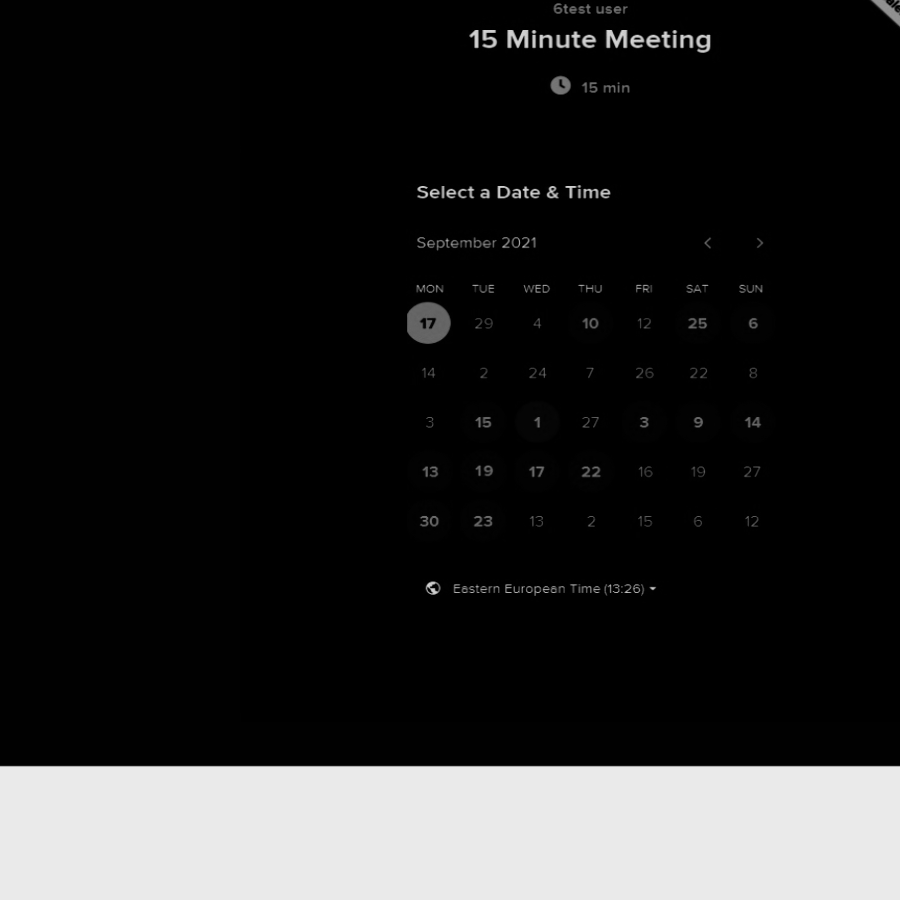 6test user
15 Minute Meeting
15 min
Select a Date & Time
September 2021
MON TUE WED THU FRI SAT SUN
17 29 4 10 12 25 6
14 2 24 7 26 22 8
3 15 1 27 3 9 14
13 19 17 22 16 19 27
30 23 13 2 15 6 12
Eastern European Time (13:26)